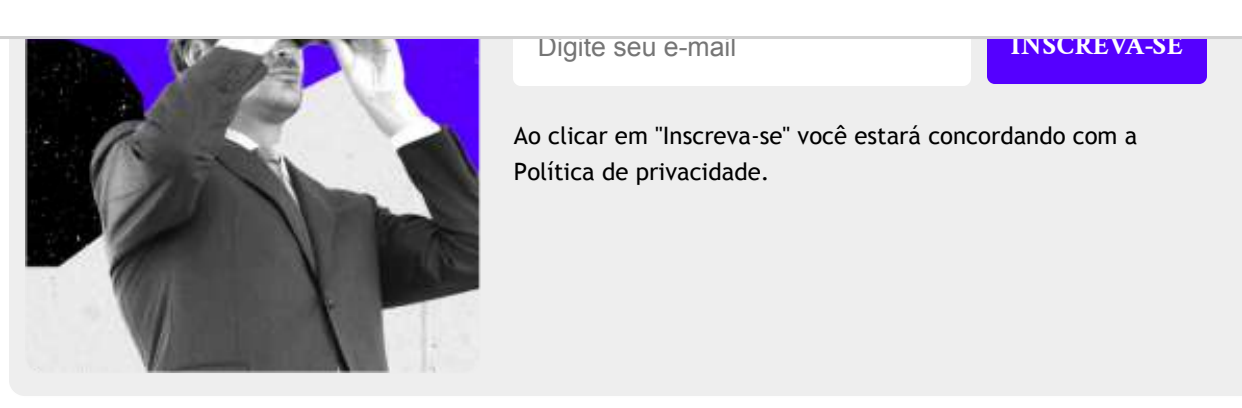 Digite seu e-mail
INSCREVA-SE
Ao clicar em "Inscreva-se" você estará concordando com a
Política de privacidade.